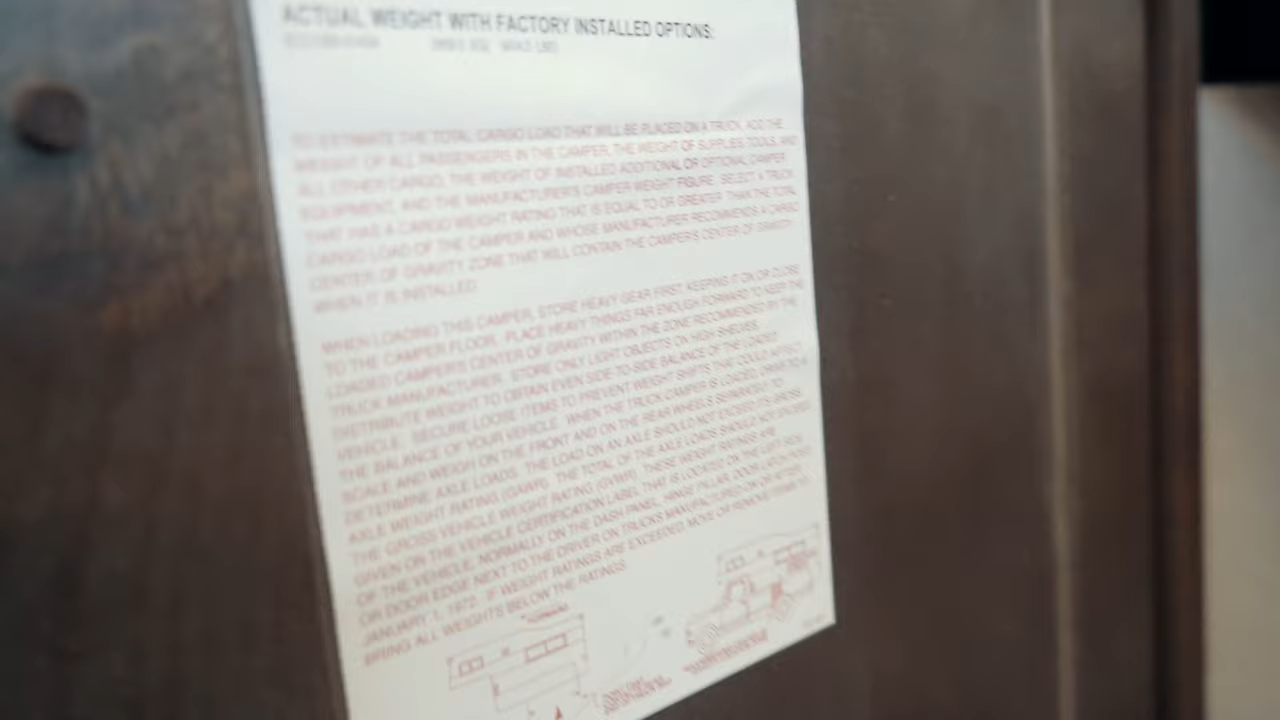 ACTUAL WEIGHT WITH FACTORY INSTALLED OPTIONS:
TO ESTIMATE THE TOTAL CARGO LOAD THAT WILL BE PLACED ON A TRUCK, ADD THE
WEIGHT OF ALL PASSENGERS IN THE CAMPER, THE WEIGHT OF SUPPLIES, TOOLS, AND
ALL OTHER CARGO, THE WEIGHT OF INSTALLED ADDITIONAL OR OPTIONAL CAMPER
EQUIPMENT, AND THE MANUFACTURER'S CAMPER WEIGHT FIGURE. SELECT A TRUCK
THAT HAS A CARGO WEIGHT RATING THAT IS EQUAL TO OR GREATER THAN THE TOTAL
CARGO LOAD OF THE CAMPER AND WHOSE MANUFACTURER RECOMMENDS A CARGO
CENTER OF GRAVITY ZONE THAT WILL CONTAIN THE CAMPER'S CENTER OF GRAVITY
WHEN IT IS INSTALLED.
WHEN LOADING THIS CAMPER, STORE HEAVY GEAR FIRST, KEEPING IT ON OR CLOSE
TO THE CAMPER FLOOR. PLACE HEAVY THINGS FAR ENOUGH FORWARD TO KEEP THE
LOADED CAMPER'S CENTER OF GRAVITY WITHIN THE ZONE RECOMMENDED BY THE
TRUCK MANUFACTURER. STORE ONLY LIGHT OBJECTS ON HIGH SHELVES.
DISTRIBUTE WEIGHT TO OBTAIN EVEN SIDE-TO-SIDE BALANCE OF THE LOADED
VEHICLE. SECURE LOOSE ITEMS TO PREVENT WEIGHT SHIFTS THAT COULD AFFECT
THE BALANCE OF YOUR VEHICLE. WHEN THE TRUCK CAMPER IS LOADED, DRIVE TO A
SCALE AND WEIGH ON THE FRONT AND ON THE REAR WHEELS SEPARATELY TO
DETERMINE AXLE LOADS. THE LOAD ON AN AXLE SHOULD NOT EXCEED ITS GROSS
AXLE WEIGHT RATING (GAWR). THE TOTAL OF THE AXLE LOADS SHOULD NOT EXCEED
THE GROSS VEHICLE WEIGHT RATING (GVWR). THESE WEIGHT RATINGS ARE
GIVEN ON THE VEHICLE CERTIFICATION LABEL THAT IS LOCATED ON THE LEFT SIDE
OF THE VEHICLE, NORMALLY ON THE DASH PANEL, HINGE PILLAR, DOOR LATCH POST,
OR DOOR EDGE NEXT TO THE DRIVER ON TRUCKS MANUFACTURED ON OR AFTER
JANUARY 1, 1972. IF WEIGHT RATINGS ARE EXCEEDED, MOVE OR REMOVE ITEMS TO
BRING ALL WEIGHTS BELOW THE RATINGS.